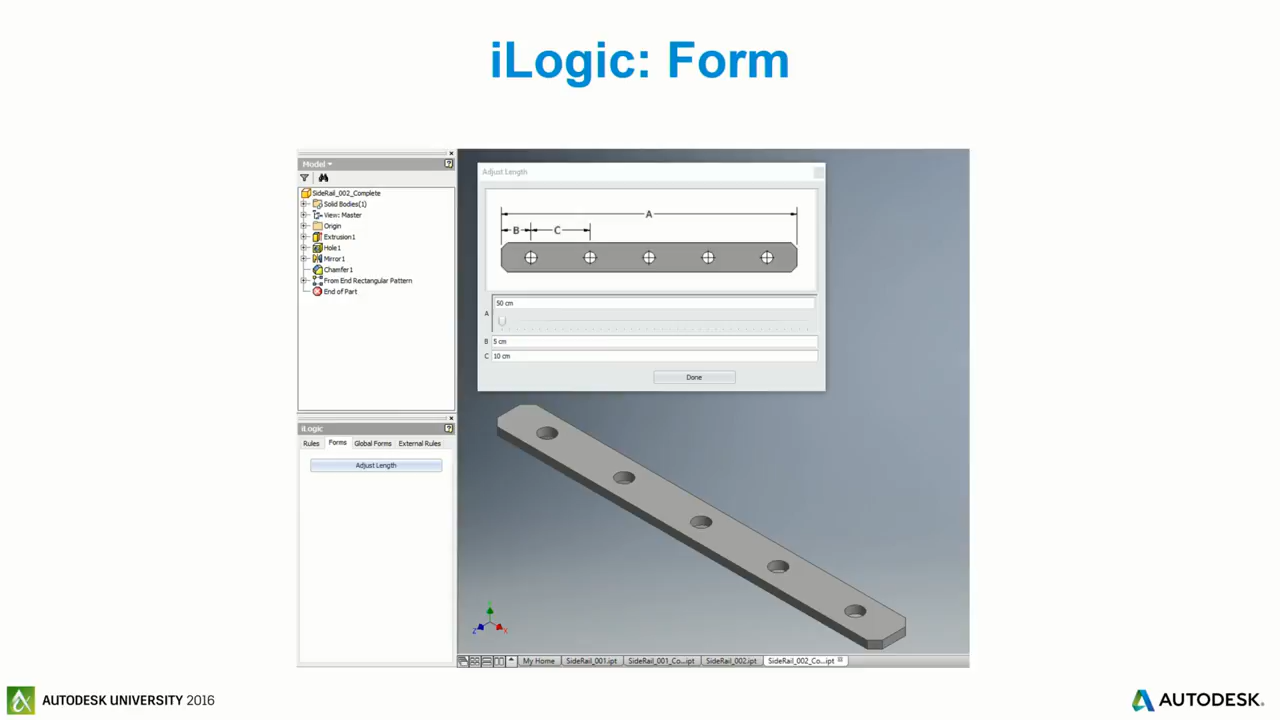 iLogic: Form
Model
SideRail_002_Complete
Solid Bodies(1)
View: Master
Origin
Extrusion1
Hole1
Mirror1
Chamfer1
From End Rectangular Pattern
End of Part
iLogic
Rules Forms Global Forms External Rules
Adjust Length
Adjust Length
A
B C
A 50 cm
B 5 cm
C 10 cm
Done
Y
Z X
My Home SideRail_001.ipt SideRail_001_Co....ipt SideRail_002.ipt SideRail_002_Co....ipt
AUTODESK UNIVERSITY 2016
AUTODESK.